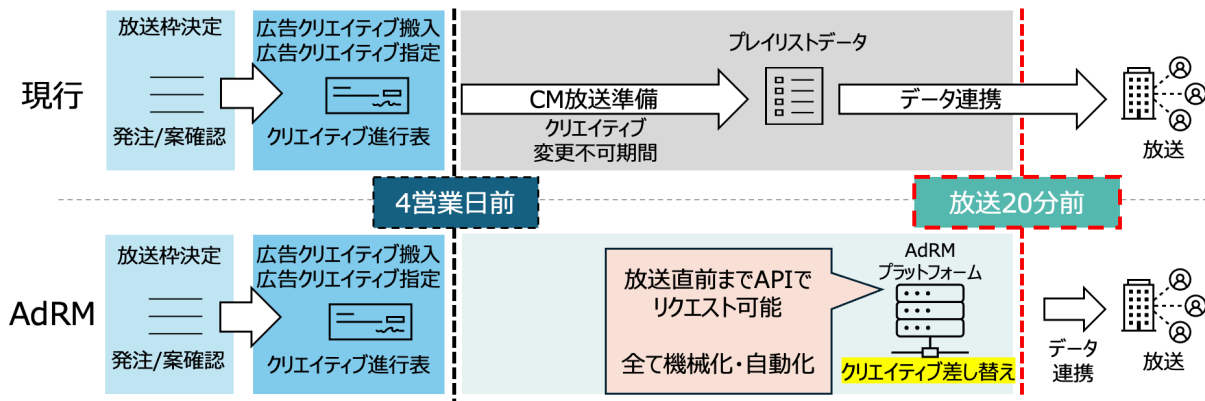 現行
放送枠決定
発注/案確認
広告クリエイティブ搬入
広告クリエイティブ指定
クリエイティブ進行表
CM放送準備
クリエイティブ
変更不可期間
プレイリストデータ
データ連携
放送
4営業日前
放送20分前
AdRM
放送枠決定
発注/案確認
広告クリエイティブ搬入
広告クリエイティブ指定
クリエイティブ進行表
放送直前までAPIで
リクエスト可能
全て機械化・自動化
AdRM
プラットフォーム
クリエイティブ差し替え
データ
連携
放送